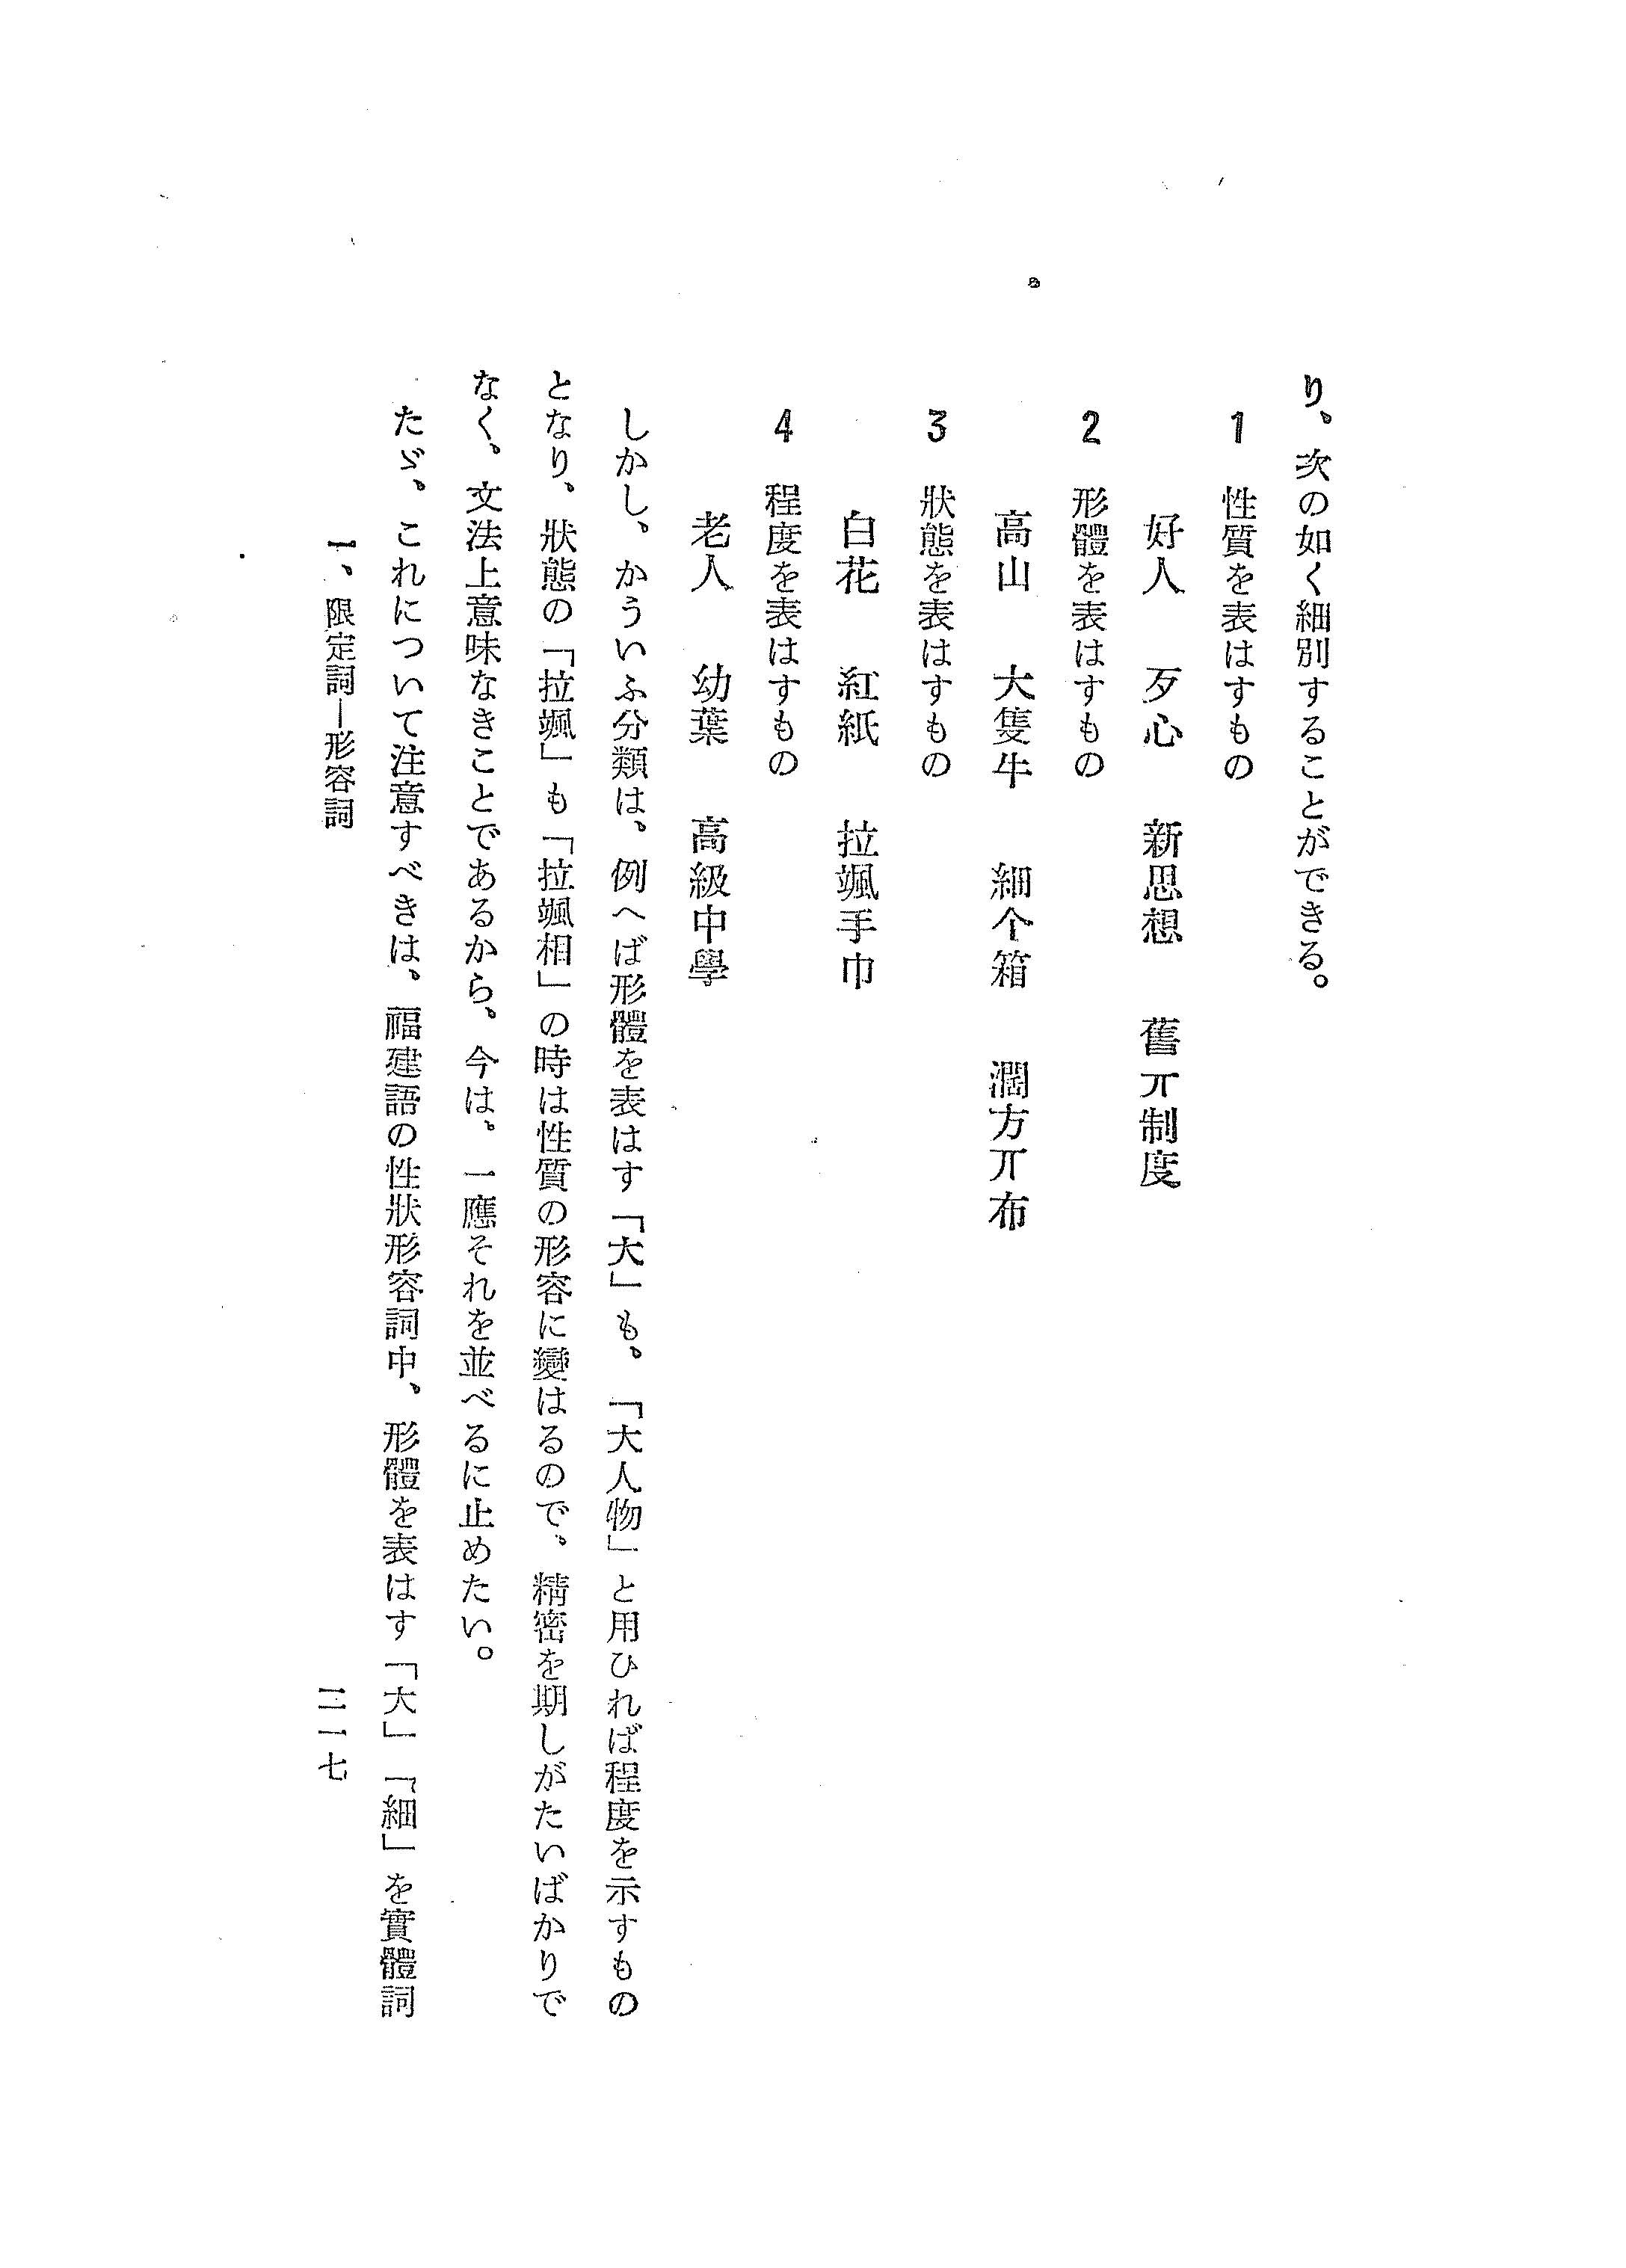 り、次の如く細別することができる。
1 性質を表はすもの
好人 歹心 新思想 舊丌制度
2 形體を表はすもの
高山 大隻牛 細个箱 濶方丌布
3 狀態を表はすもの
白花 紅紙 拉颯手巾
4 程度を表はすもの
老人 幼葉 高級中學
しかし、かういふ分類は、例へば形體を表はす「大」も、「大人物」と用ひれば程度を示すもの
となり、狀態の「拉颯」も「拉颯相」の時は性質の形容に變はるので、精密を期しがたいばかりで
なく、文法上意味なきことであるから、今は、一應それを並べるに止めたい。
たゞ、これについて注意すべきは、福建語の性狀形容詞中、形體を表はす「大」「細」を實體詞
一、限定詞―形容詞
二一七